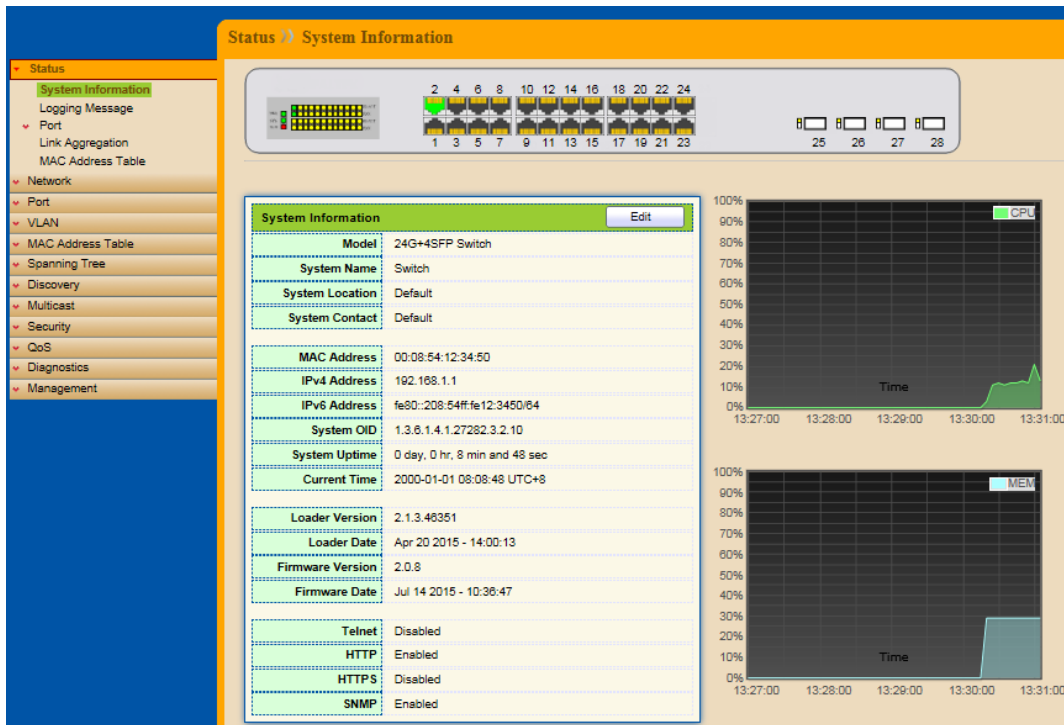 Status » System Information
Status
System Information
Logging Message
Port
Link Aggregation
MAC Address Table
Network
Port
VLAN
MAC Address Table
Spanning Tree
Discovery
Multicast
Security
QoS
Diagnostics
Management
2 4 6 8 10 12 14 16 18 20 22 24
1 3 5 7 9 11 13 15 17 19 21 23
25 26 27 28
System Information Edit
Model 24G+4SFP Switch
System Name Switch
System Location Default
System Contact Default
MAC Address 00:08:54:12:34:50
IPv4 Address 192.168.1.1
IPv6 Address fe80::208:54ff:fe12:3450/64
System OID 1.3.6.1.4.1.27282.3.2.10
System Uptime 0 day, 0 hr, 8 min and 48 sec
Current Time 2000-01-01 08:08:48 UTC+8
Loader Version 2.1.3.46351
Loader Date Apr 20 2015 - 14:00:13
Firmware Version 2.0.8
Firmware Date Jul 14 2015 - 10:36:47
Telnet Disabled
HTTP Enabled
HTTPS Disabled
SNMP Enabled
100%
90%
80%
70%
60%
50%
40%
30%
20%
10%
0%
CPU
Time
13:27:00 13:28:00 13:29:00 13:30:00 13:31:00
100%
90%
80%
70%
60%
50%
40%
30%
20%
10%
0%
MEM
Time
13:27:00 13:28:00 13:29:00 13:30:00 13:31:00